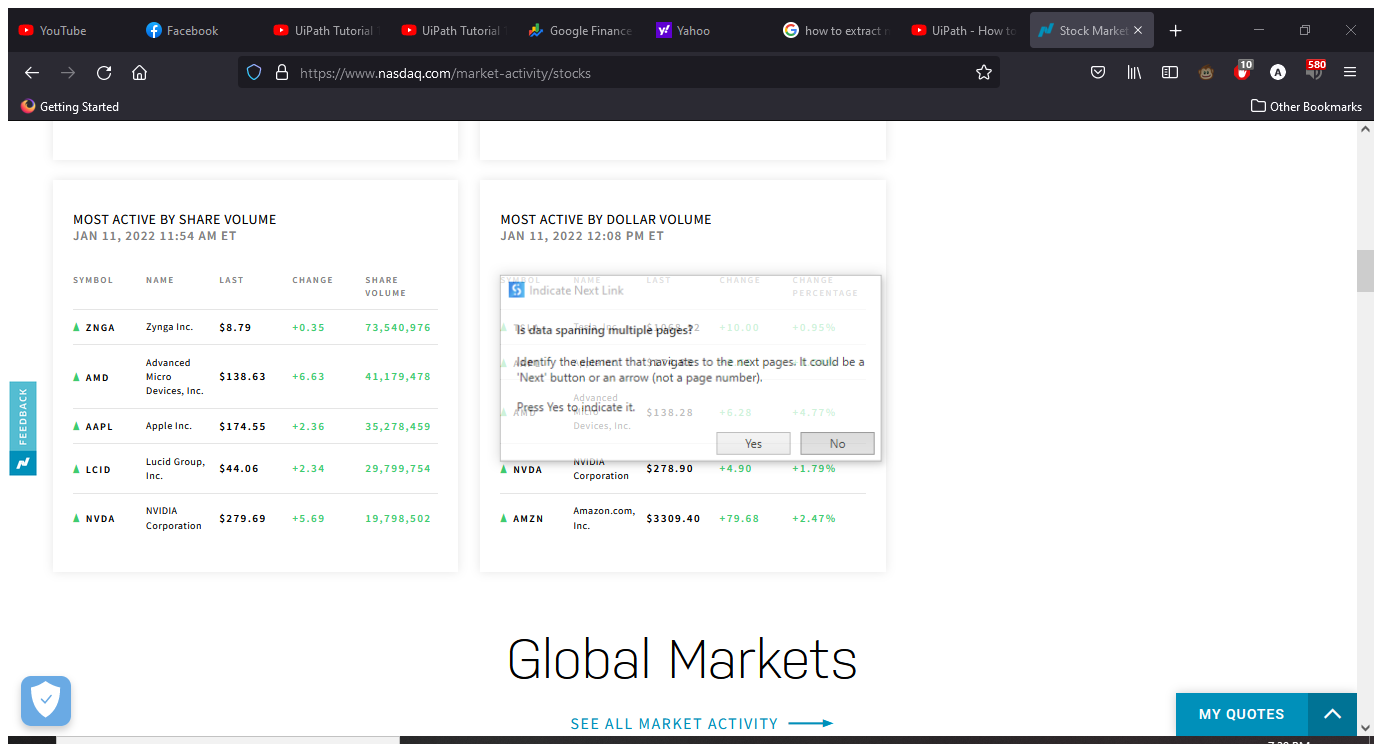 YouTube
Facebook
UiPath Tutorial
UiPath Tutorial
Google Finance
Yahoo
how to extract
UiPath - How to
Stock Market
https://www.nasdaq.com/market-activity/stocks
10
A
580
Getting Started
Other Bookmarks
MOST ACTIVE BY SHARE VOLUME
JAN 11, 2022 11:54 AM ET
SYMBOL NAME LAST CHANGE SHARE
VOLUME
ZNGA Zynga Inc. $8.79 +0.35 73,540,976
Advanced
AMD Micro $138.63 +6.63 41,179,478
Devices, Inc.
AAPL Apple Inc. $174.55 +2.36 35,278,459
LCID Lucid Group, $44.06 +2.34 29,799,754
Inc.
NVDA NVIDIA $279.69 +5.69 19,798,502
Corporation
MOST ACTIVE BY DOLLAR VOLUME
JAN 11, 2022 12:08 PM ET
SYMBOL NAME LAST CHANGE CHANGE
PERCENTAGE
Indicate Next Link
+10.00 +0.95%
Is data spanning multiple pages?
Identify the element that navigates to the next pages. It could be a
'Next' button or an arrow (not a page number).
Advanced
Press Yes to indicate it.
AMD $138.28 +6.28 +4.77%
Devices, Inc.
Yes
No
NVDA NVIDIA $278.90 +4.90 +1.79%
Corporation
AMZN Amazon.com, $3309.40 +79.68 +2.47%
Inc.
FEEDBACK
Global Markets
SEE ALL MARKET ACTIVITY
MY QUOTES